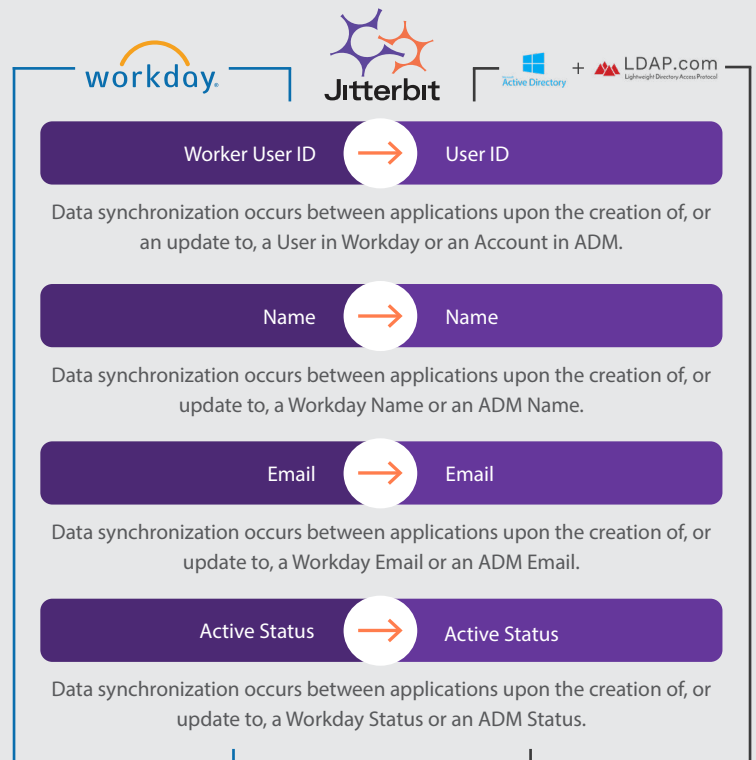 workday.
Jitterbit
Microsoft
Active Directory
+
LDAP.com
Lightweight Directory Access Protocol
Worker User ID → User ID
Data synchronization occurs between applications upon the creation of, or
an update to, a User in Workday or an Account in ADM.
Name → Name
Data synchronization occurs between applications upon the creation of, or
update to, a Workday Name or an ADM Name.
Email → Email
Data synchronization occurs between applications upon the creation of, or
update to, a Workday Email or an ADM Email.
Active Status → Active Status
Data synchronization occurs between applications upon the creation of, or
update to, a Workday Status or an ADM Status.